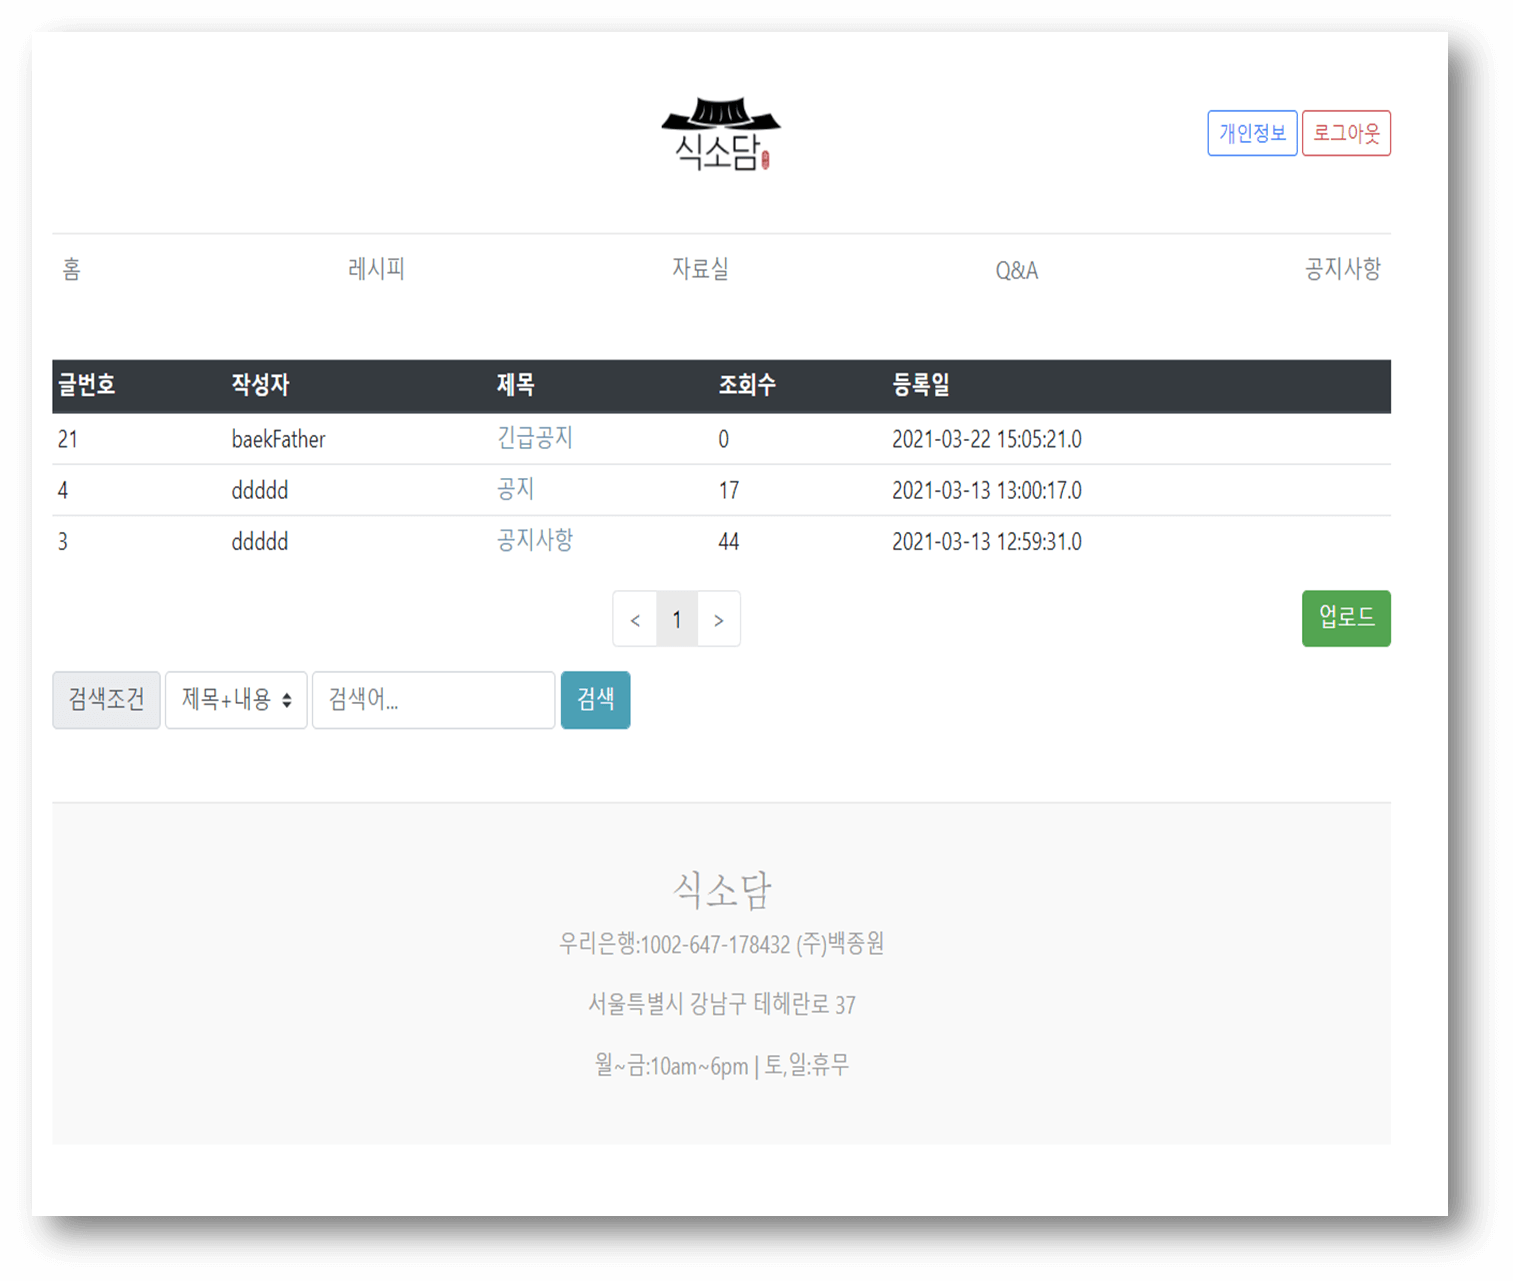 식소담
개인정보 로그아웃
홈 레시피 자료실 Q&A 공지사항
글번호 작성자 제목 조회수 등록일
21 baekFather 긴급공지 0 2021-03-22 15:05:21.0
4 ddddd 공지 17 2021-03-13 13:00:17.0
3 ddddd 공지사항 44 2021-03-13 12:59:31.0
< 1 > 업로드
검색조건 제목+내용 검색어... 검색
식소담
우리은행:1002-647-178432 (주)백종원
서울특별시 강남구 테헤란로 37
월~금:10am~6pm | 토,일:휴무